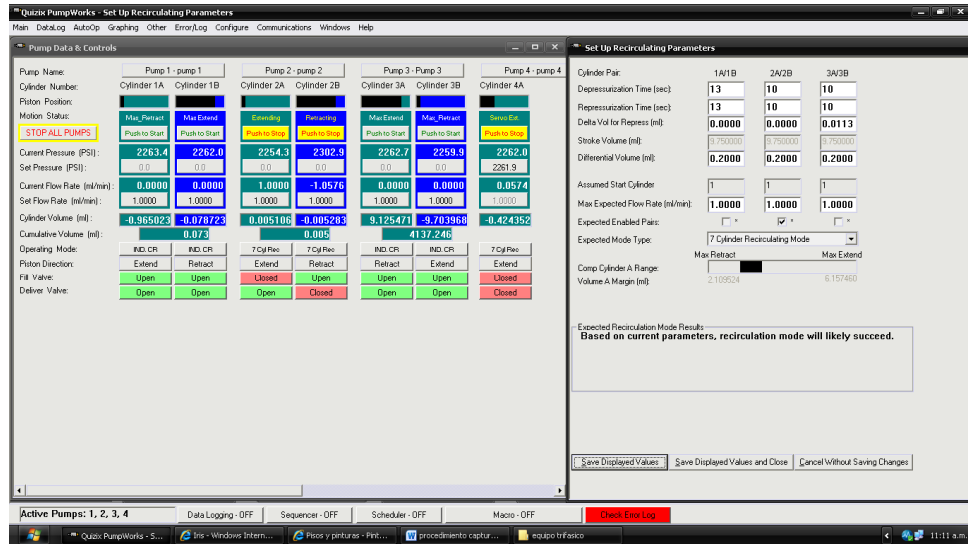 Quizix PumpWorks - Set Up Recirculating Parameters
Main DataLog AutoOp Graphing Other Error/Log Configure Communications Windows Help
Pump Data & Controls
Pump Name: Pump 1 - pump 1 Pump 2 - pump 2 Pump 3 - Pump 3 Pump 4 - pump 4
Cylinder Number: Cylinder 1A Cylinder 1B Cylinder 2A Cylinder 2B Cylinder 3A Cylinder 3B Cylinder 4A
Piston Position:
Motion Status: Max_Retract Max Extend Extending Retracting Max Extend Max_Retract Servo Ext.
STOP ALL PUMPS Push to Start Push to Start Push to Stop Push to Stop Push to Start Push to Start Push to Stop
Current Pressure (PSI) : 2263.4 2262.0 2254.3 2302.9 2262.7 2259.9 2262.0
Set Pressure (PSI) : 0.0 0.0 0.0 0.0 0.0 0.0 2261.9
Current Flow Rate (ml/min) : 0.0000 0.0000 1.0000 -1.0576 0.0000 0.0000 0.0574
Set Flow Rate (ml/min) : 1.0000 1.0000 1.0000 1.0000 1.0000 1.0000 1.0000
Cylinder Volume (ml) : -0.965023 -0.078723 0.005106 -0.005283 9.125471 -9.703968 -0.424352
Cumulative Volume (ml) : 0.073 0.005 4137.246
Operating Mode: IND. CR IND. CR 7 Cyl Rec 7 Cyl Rec IND. CR IND. CR 7 Cyl Rec
Piston Direction: Extend Retract Extend Retract Extend Retract Extend
Fill Valve: Open Open Closed Open Open Open Closed
Deliver Valve: Open Open Open Closed Open Open Closed
Set Up Recirculating Parameters
Cylinder Pair: 1A/1B 2A/2B 3A/3B
Depressurization Time (sec): 13 10 10
Repressurization Time (sec): 13 10 10
Delta Vol for Repress (ml): 0.0000 0.0000 0.0113
Stroke Volume (ml): 9.750000 9.750000 9.750000
Differential Volume (ml): 0.2000 0.2000 0.2000
Assumed Start Cylinder 1 1 1
Max Expected Flow Rate (ml/min): 1.0000 1.0000 1.0000
Expected Enabled Pairs: * * *
Expected Mode Type: 7 Cylinder Recirculating Mode
Max Retract Max Extend
Comp Cylinder A Range:
Volume A Margin (ml): 2.109524 6.157460
Expected Recirculation Mode Results
Based on current parameters, recirculation mode will likely succeed.
Save Displayed Values Save Displayed Values and Close Cancel Without Saving Changes
Active Pumps: 1, 2, 3, 4 Data Logging - OFF Sequencer - OFF Scheduler - OFF Macro - OFF Check Error Log
Quizix PumpWorks - S... Iris - Windows Intern... Pisos y pinturas - Pint... procedimiento captur... equipo trifasico 11:11 a.m.